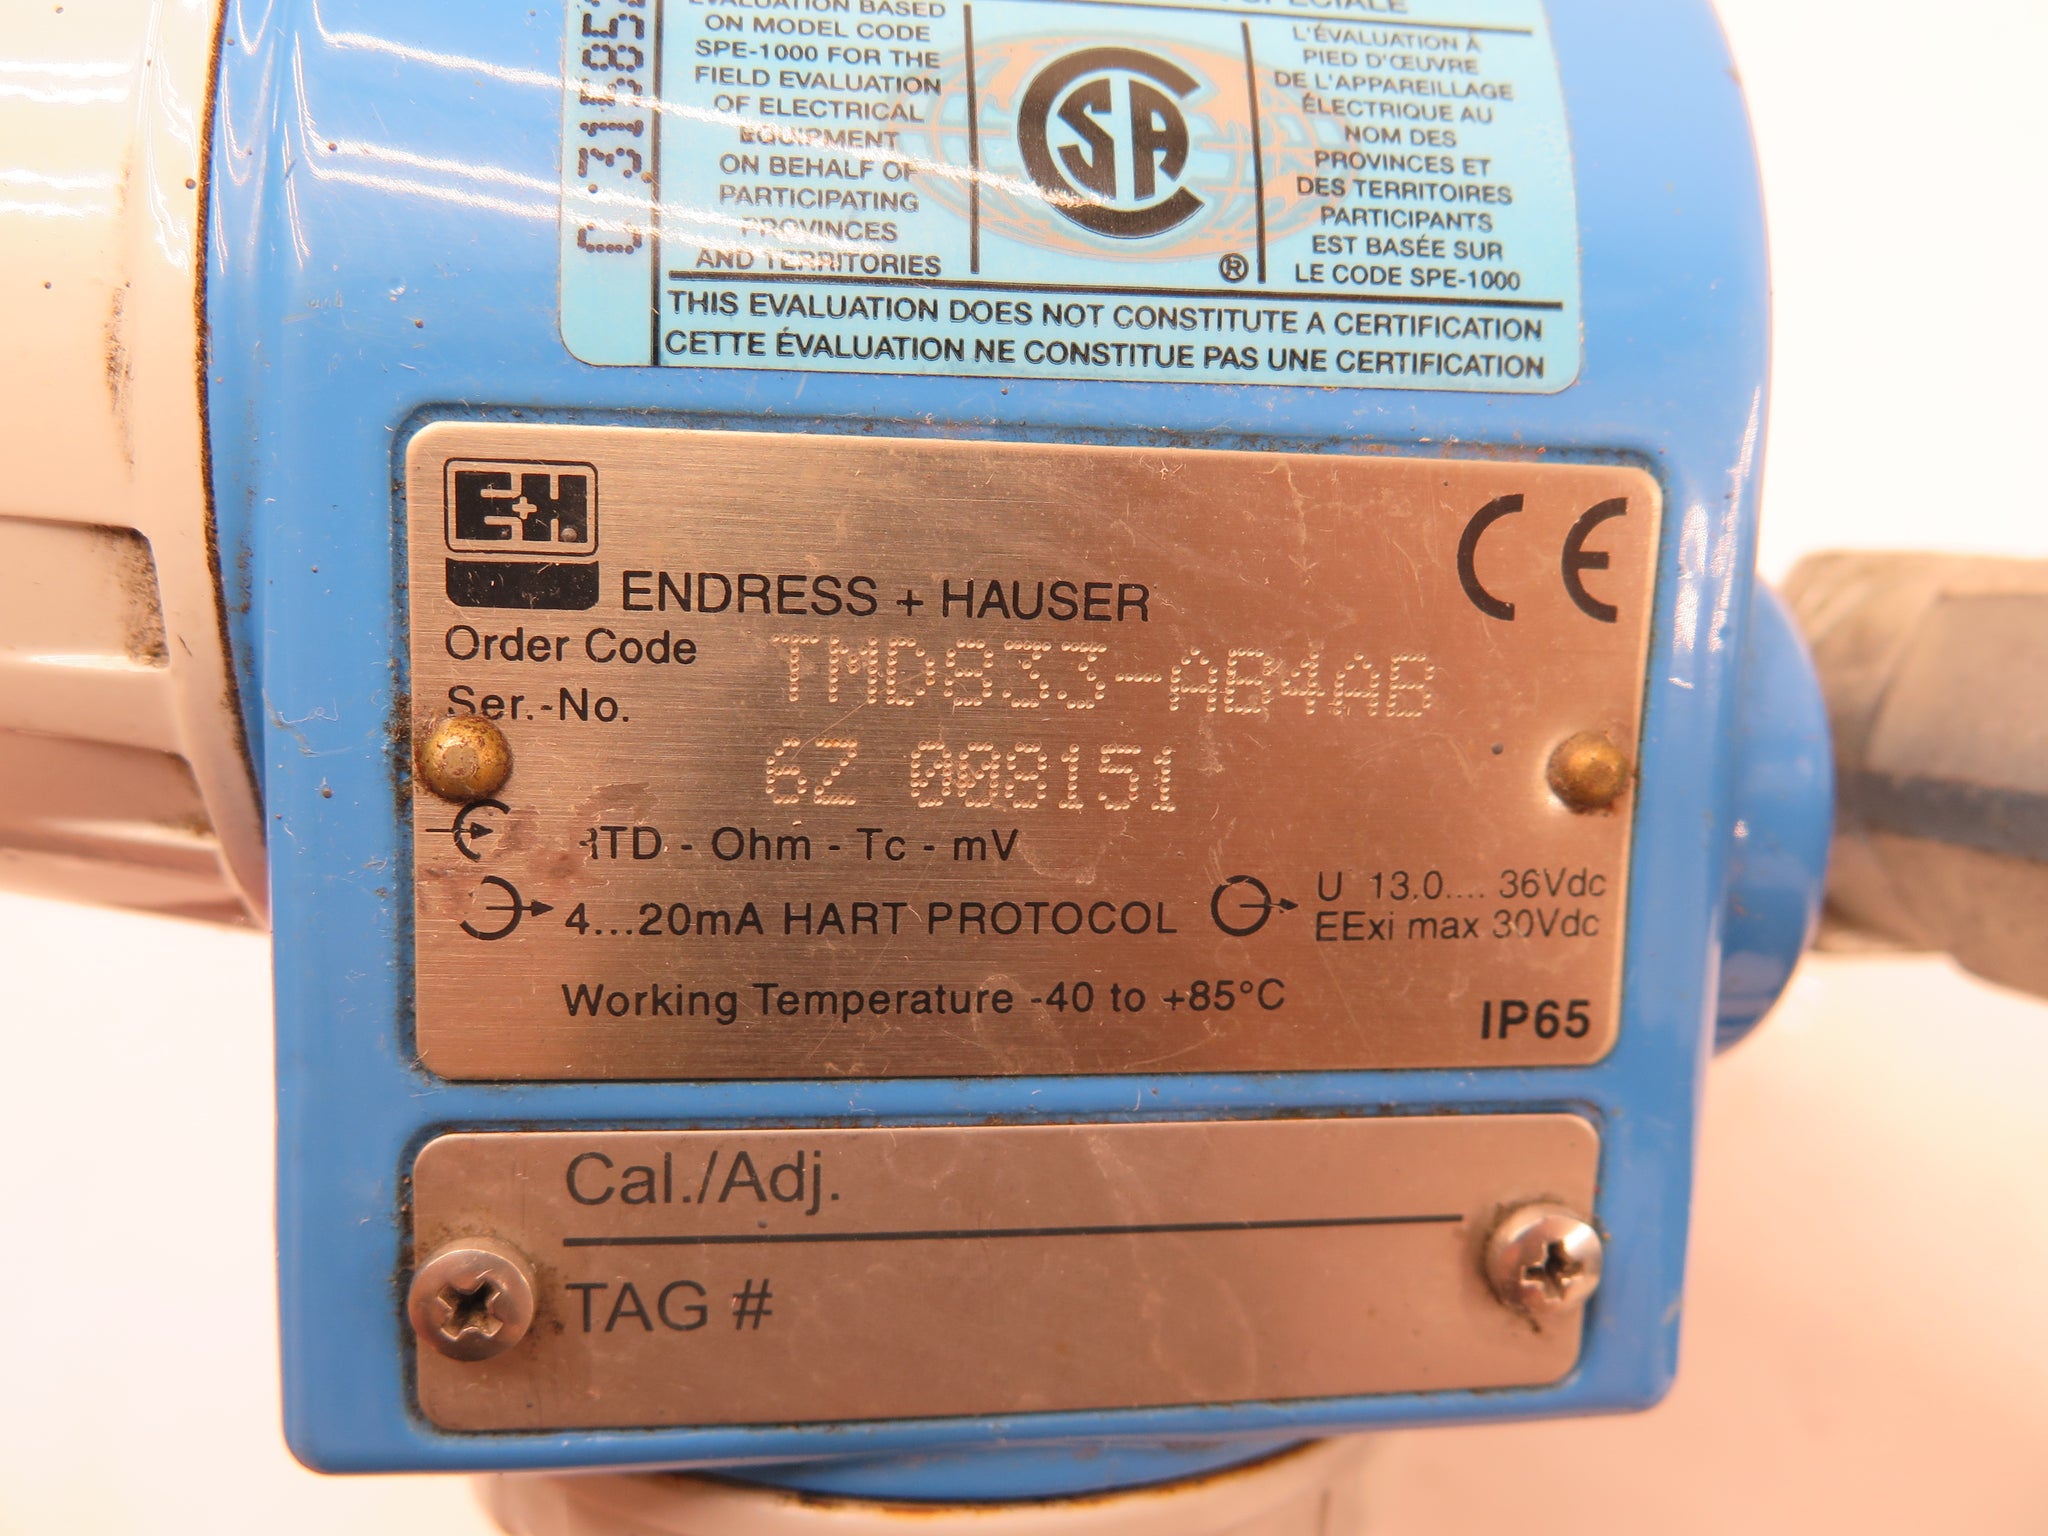 SPÉCIALE
EVALUATION BASED
ON MODEL CODE
SPE-1000 FOR THE
FIELD EVALUATION
OF ELECTRICAL
EQUIPMENT
ON BEHALF OF
PARTICIPATING
PROVINCES
AND TERRITORIES
CSA
®
L'ÉVALUATION À
PIED D'ŒUVRE
DE L'APPAREILLAGE
ÉLECTRIQUE AU
NOM DES
PROVINCES ET
DES TERRITOIRES
PARTICIPANTS
EST BASÉE SUR
LE CODE SPE-1000
THIS EVALUATION DOES NOT CONSTITUTE A CERTIFICATION
CETTE ÉVALUATION NE CONSTITUE PAS UNE CERTIFICATION
E+H
CE
ENDRESS + HAUSER
Order Code TMD833-AB4AB
Ser.-No. 6Z 008151
RTD - Ohm - Tc - mV
4...20mA HART PROTOCOL
U 13.0.... 36Vdc
EExi max 30Vdc
Working Temperature -40 to +85°C
IP65
Cal./Adj.
TAG #